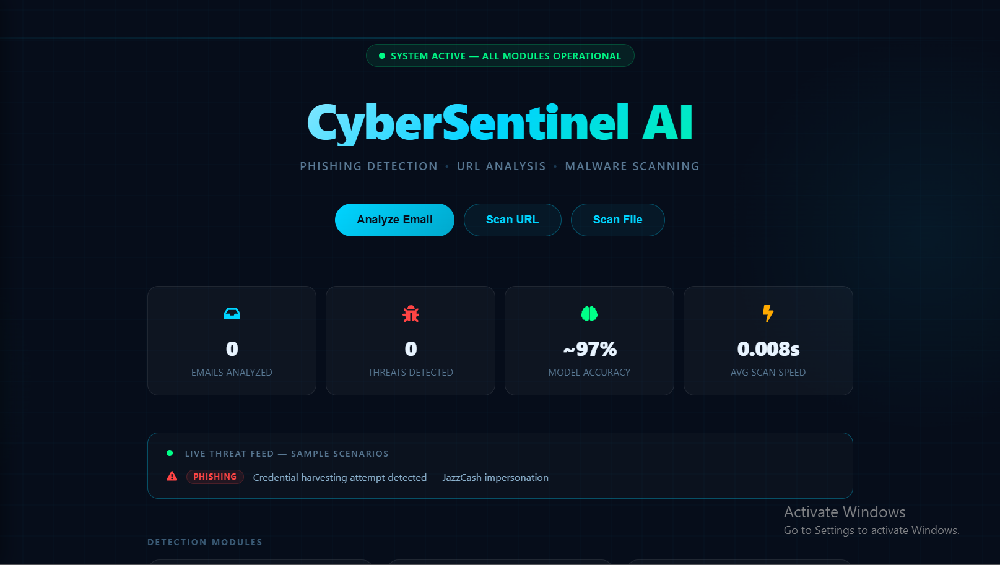 SYSTEM ACTIVE — ALL MODULES OPERATIONAL
CyberSentinel AI
PHISHING DETECTION • URL ANALYSIS • MALWARE SCANNING
Analyze Email Scan URL Scan File
0 0 ~97% 0.008s
EMAILS ANALYZED THREATS DETECTED MODEL ACCURACY AVG SCAN SPEED
LIVE THREAT FEED — SAMPLE SCENARIOS
PHISHING Credential harvesting attempt detected — JazzCash impersonation
Activate Windows
Go to Settings to activate Windows.
DETECTION MODULES